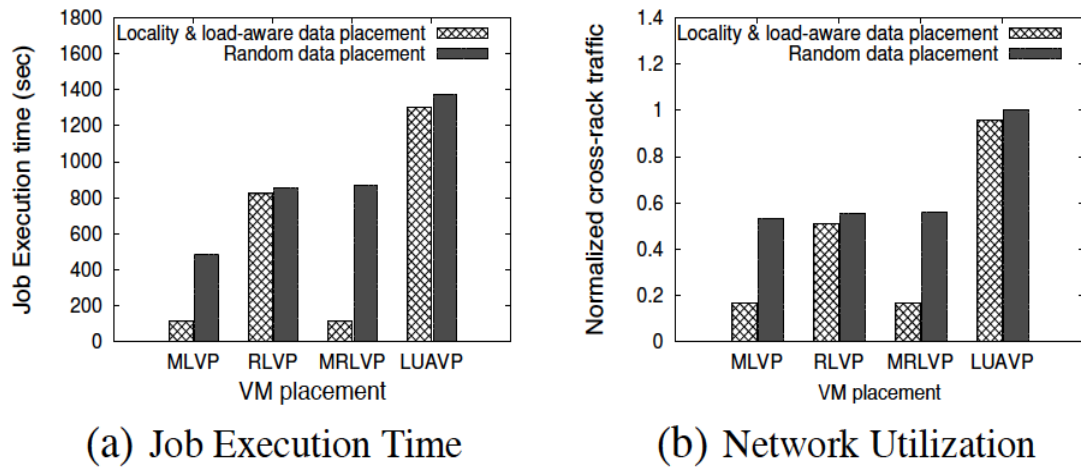 Job Execution time (sec)
1800
1600
1400
1200
1000
800
600
400
200
0
Locality & load-aware data placement
Random data placement
MLVP RLVP MRLVP LUAVP
VM placement
(a) Job Execution Time
Normalized cross-rack traffic
1.4
1.2
1
0.8
0.6
0.4
0.2
0
Locality & load-aware data placement
Random data placement
MLVP RLVP MRLVP LUAVP
VM placement
(b) Network Utilization